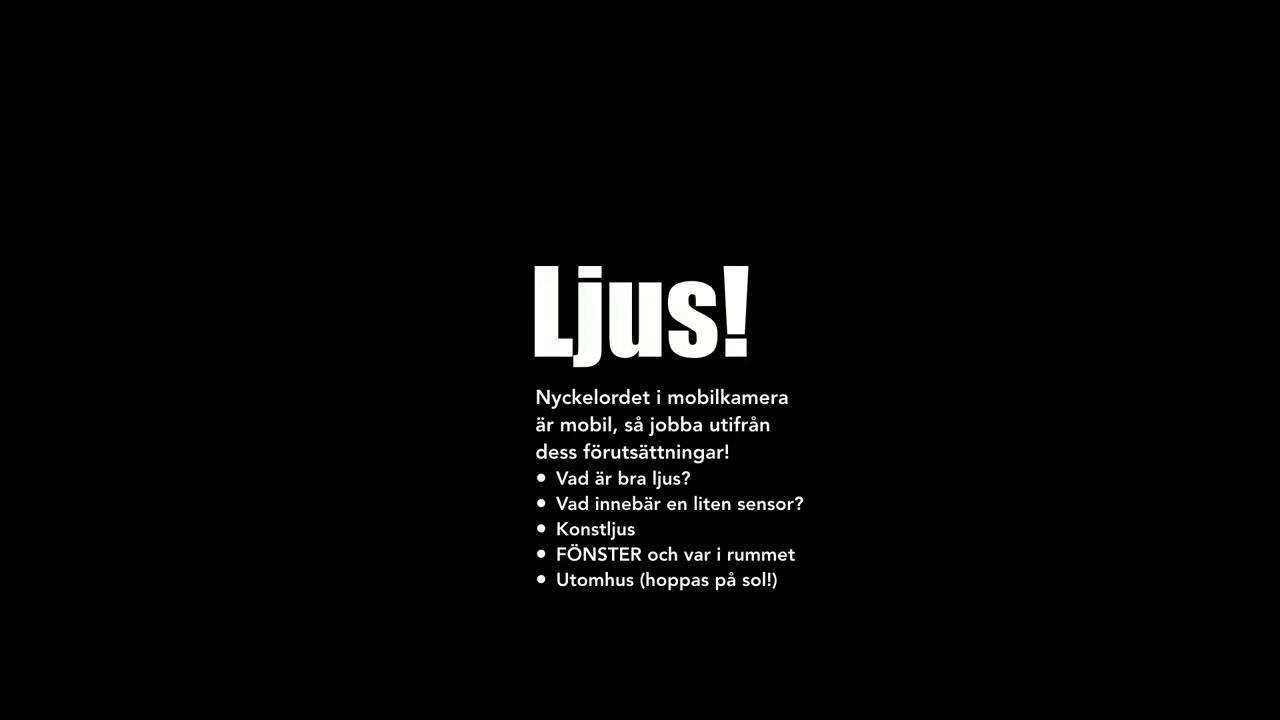 Ljus!
Nyckelordet i mobilkamera
är mobil, så jobba utifrån
dess förutsättningar!
• Vad är bra ljus?
• Vad innebär en liten sensor?
• Konstljus
• FÖNSTER och var i rummet
• Utomhus (hoppas på sol!)